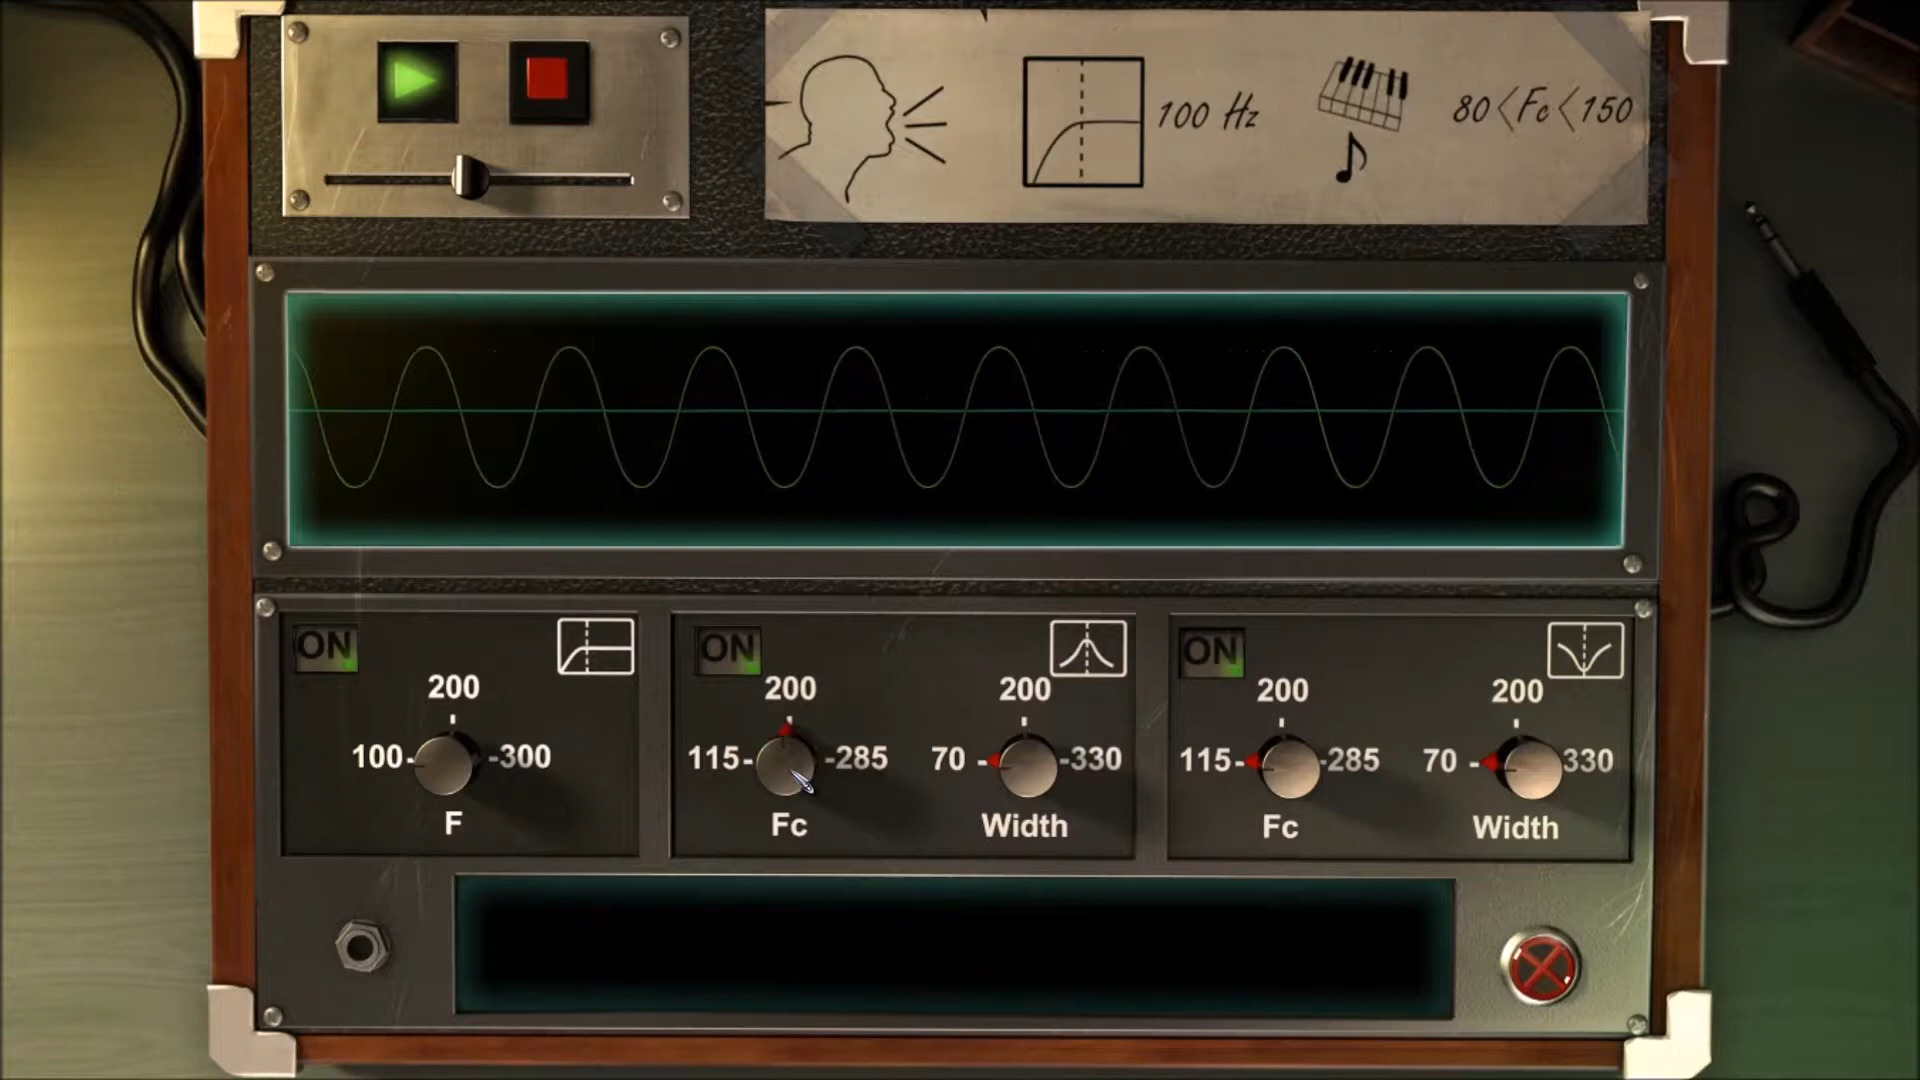 100 Hz
80<Fc<150
ON
200
100- -300
F
ON
200
115- -285
Fc
200
70 - -330
Width
ON
200
115- -285
Fc
200
70 - 330
Width